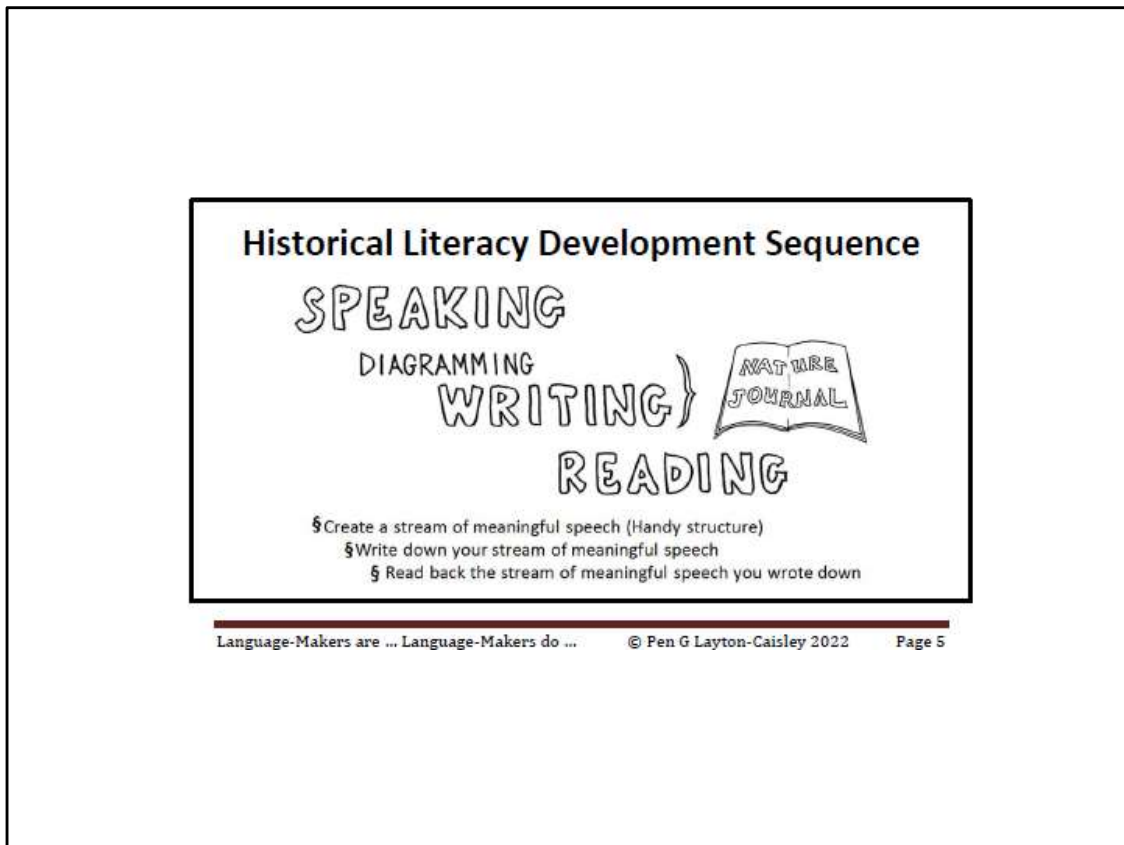 Historical Literacy Development Sequence
SPEAKING
DIAGRAMMING
WRITING}
NATURE
JOURNAL
READING
§Create a stream of meaningful speech (Handy structure)
§Write down your stream of meaningful speech
§ Read back the stream of meaningful speech you wrote down
Language-Makers are ... Language-Makers do ... © Pen G Layton-Caisley 2022 Page 5